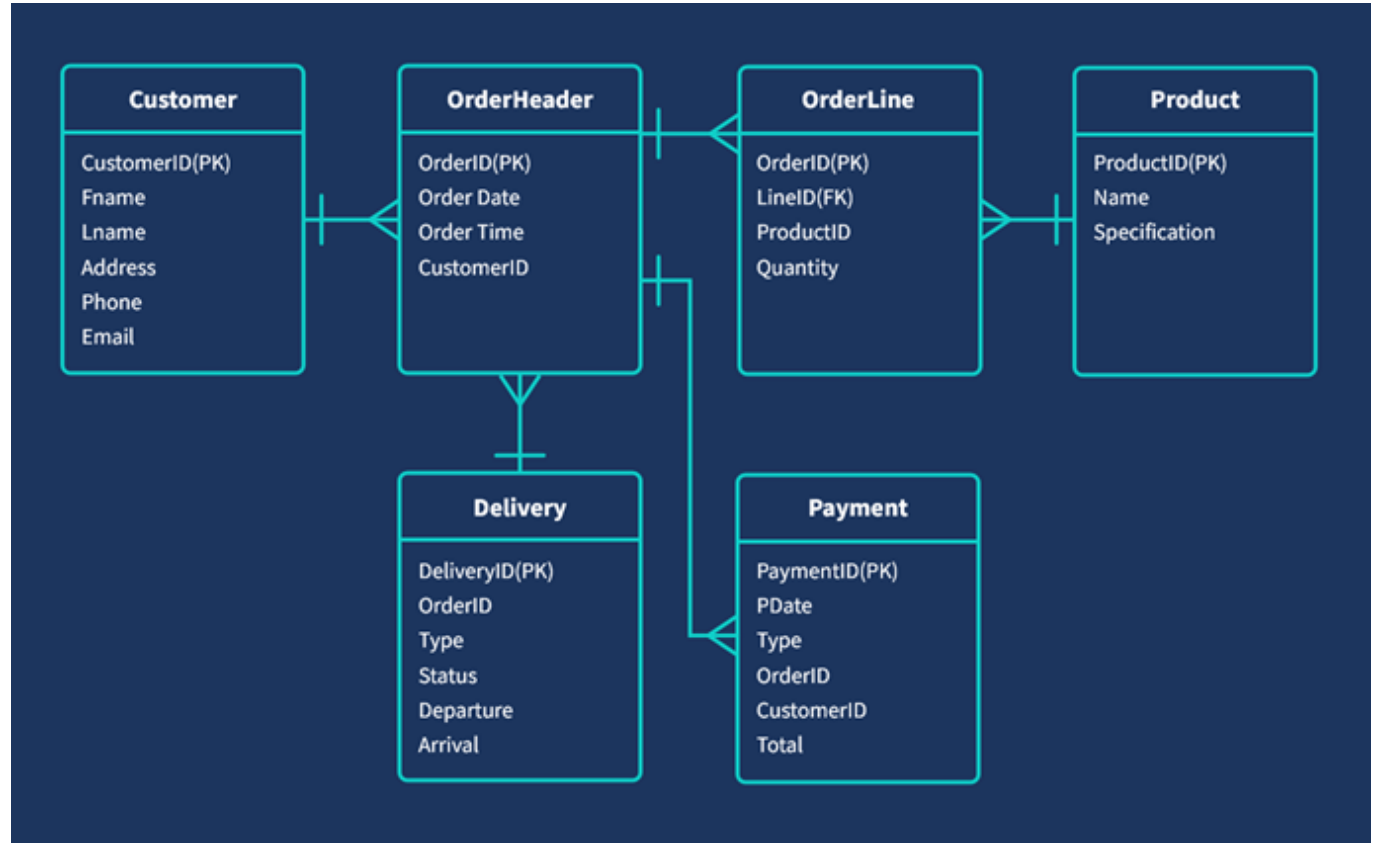 Customer
CustomerID(PK)
Fname
Lname
Address
Phone
Email
OrderHeader
OrderID(PK)
Order Date
Order Time
CustomerID
OrderLine
OrderID(PK)
LineID(FK)
ProductID
Quantity
Product
ProductID(PK)
Name
Specification
Delivery
DeliveryID(PK)
OrderID
Type
Status
Departure
Arrival
Payment
PaymentID(PK)
PDate
Type
OrderID
CustomerID
Total